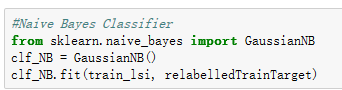 #Naive Bayes Classifier
from sklearn.naive_bayes import GaussianNB
clf_NB = GaussianNB()
clf_NB.fit(train_lsi, relabelledTrainTarget)